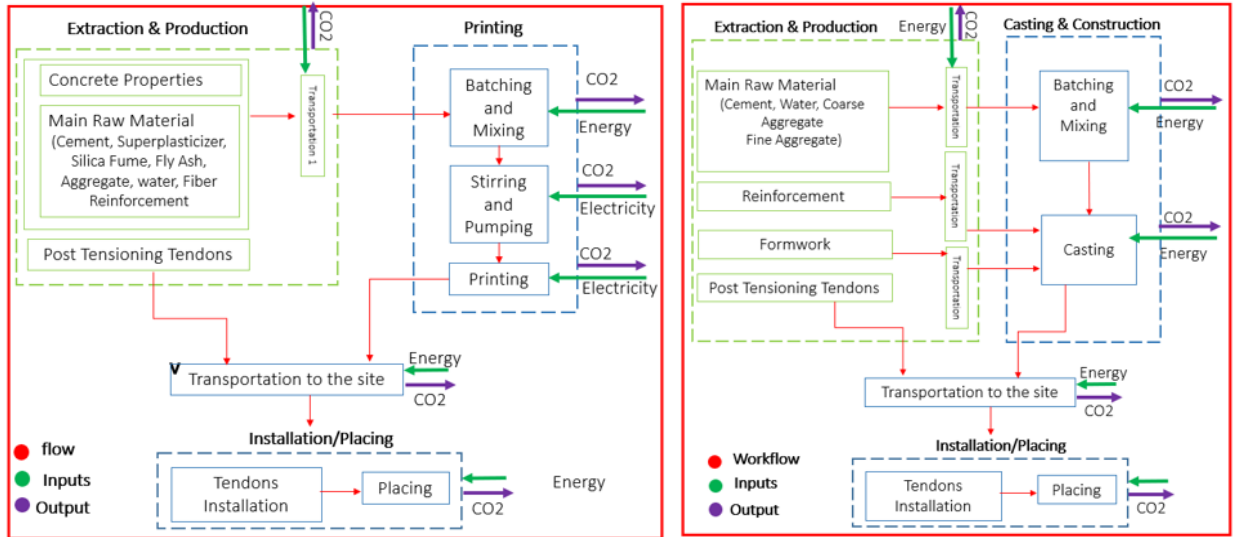 Extraction & Production
CO2
Printing
Concrete Properties
Main Raw Material
(Cement, Superplasticizer,
Silica Fume, Fly Ash,
Aggregate, water, Fiber
Reinforcement
Post Tensioning Tendons
Transportation 1
Batching
and
Mixing
CO2
Energy
Stirring
and
Pumping
CO2
Electricity
Printing
CO2
Electricity
v
Transportation to the site
Energy
CO2
Installation/Placing
Tendons
Installation
Placing
Energy
CO2
flow
Inputs
Output
Extraction & Production
Energy
CO2
Casting & Construction
Main Raw Material
(Cement, Water, Coarse
Aggregate
Fine Aggregate)
Reinforcement
Formwork
Post Tensioning Tendons
Transportation
Transportation
Transportation
Batching
and
Mixing
CO2
Energy
Casting
CO2
Energy
Transportation to the site
Energy
CO2
Installation/Placing
Tendons
Installation
Placing
CO2
Workflow
Inputs
Output